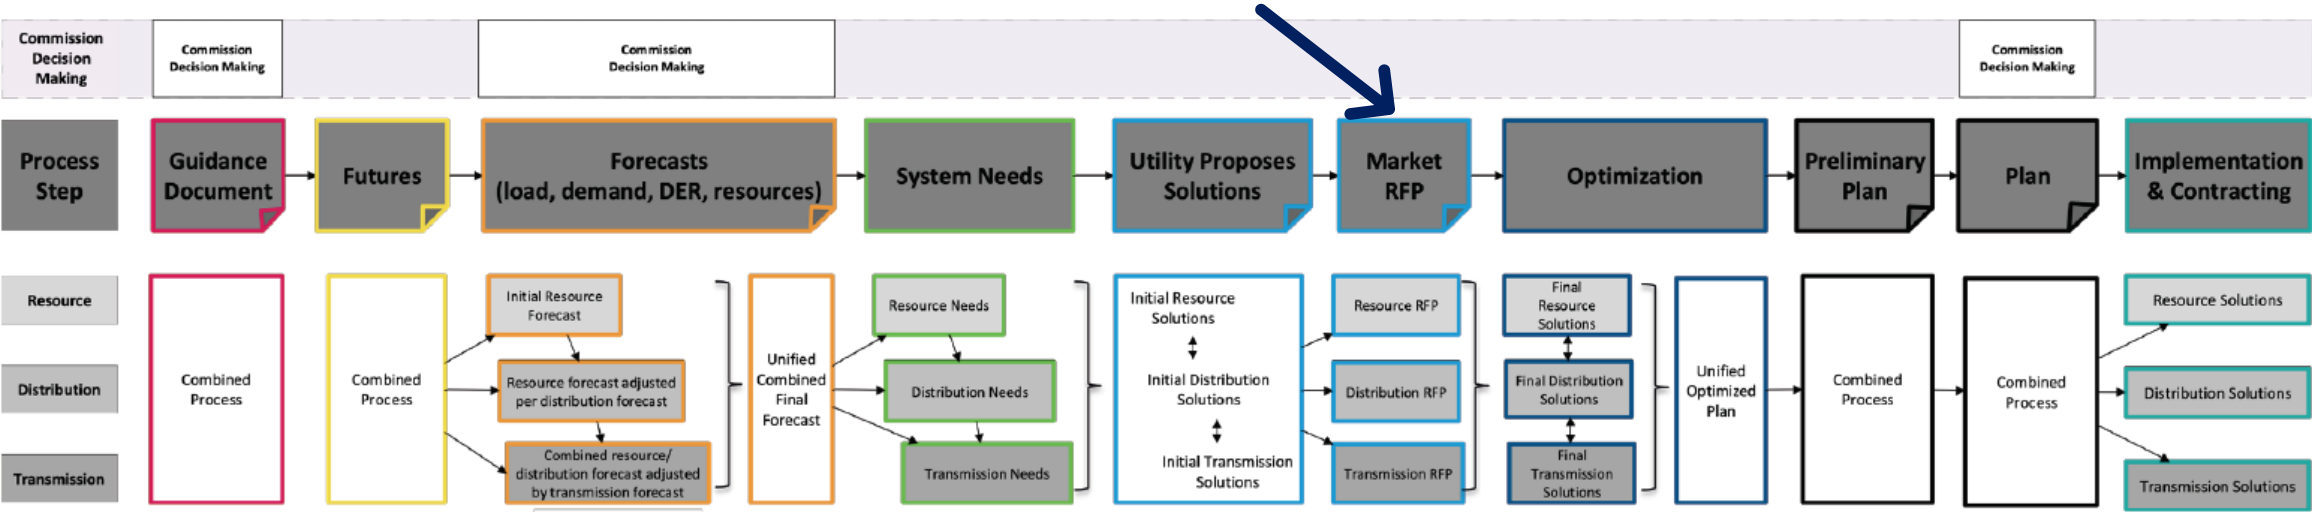 Commission
Decision
Making
Commission
Decision Making
Commission
Decision Making
Commission
Decision Making
Process
Step
Guidance
Document
Futures
Forecasts
(load, demand, DER, resources)
System Needs
Utility Proposes
Solutions
Market
RFP
Optimization
Preliminary
Plan
Plan
Implementation
& Contracting
Resource
Distribution
Transmission
Combined
Process
Combined
Process
Initial Resource
Forecast
Resource forecast adjusted
per distribution forecast
Combined resource/
distribution forecast adjusted
by transmission forecast
Unified
Combined
Final
Forecast
Resource Needs
Distribution Needs
Transmission Needs
Initial Resource
Solutions
Initial Distribution
Solutions
Initial Transmission
Solutions
Resource RFP
Distribution RFP
Transmission RFP
Final
Resource
Solutions
Final Distribution
Solutions
Final
Transmission
Solutions
Unified
Optimized
Plan
Combined
Process
Combined
Process
Resource Solutions
Distribution Solutions
Transmission Solutions